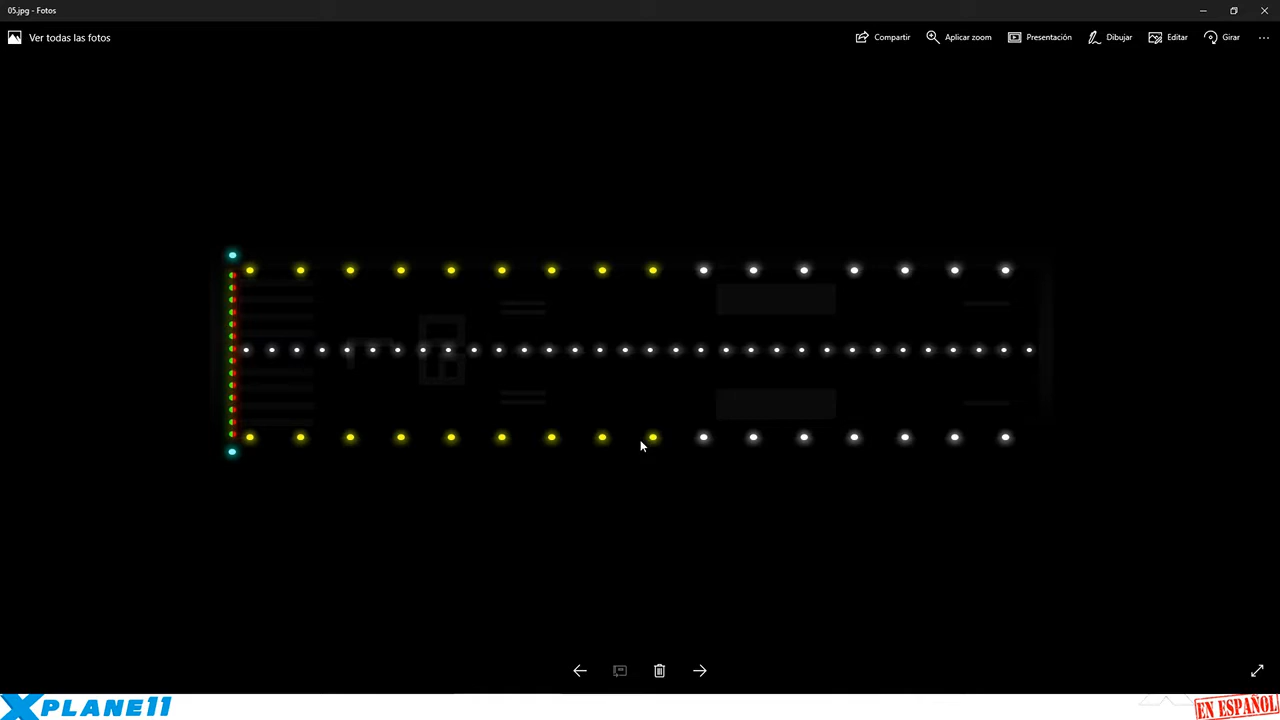 05.jpg - Fotos
Ver todas las fotos
Compartir
Aplicar zoom
Presentación
Dibujar
Editar
Girar
XPLANE11
EN ESPAÑOL